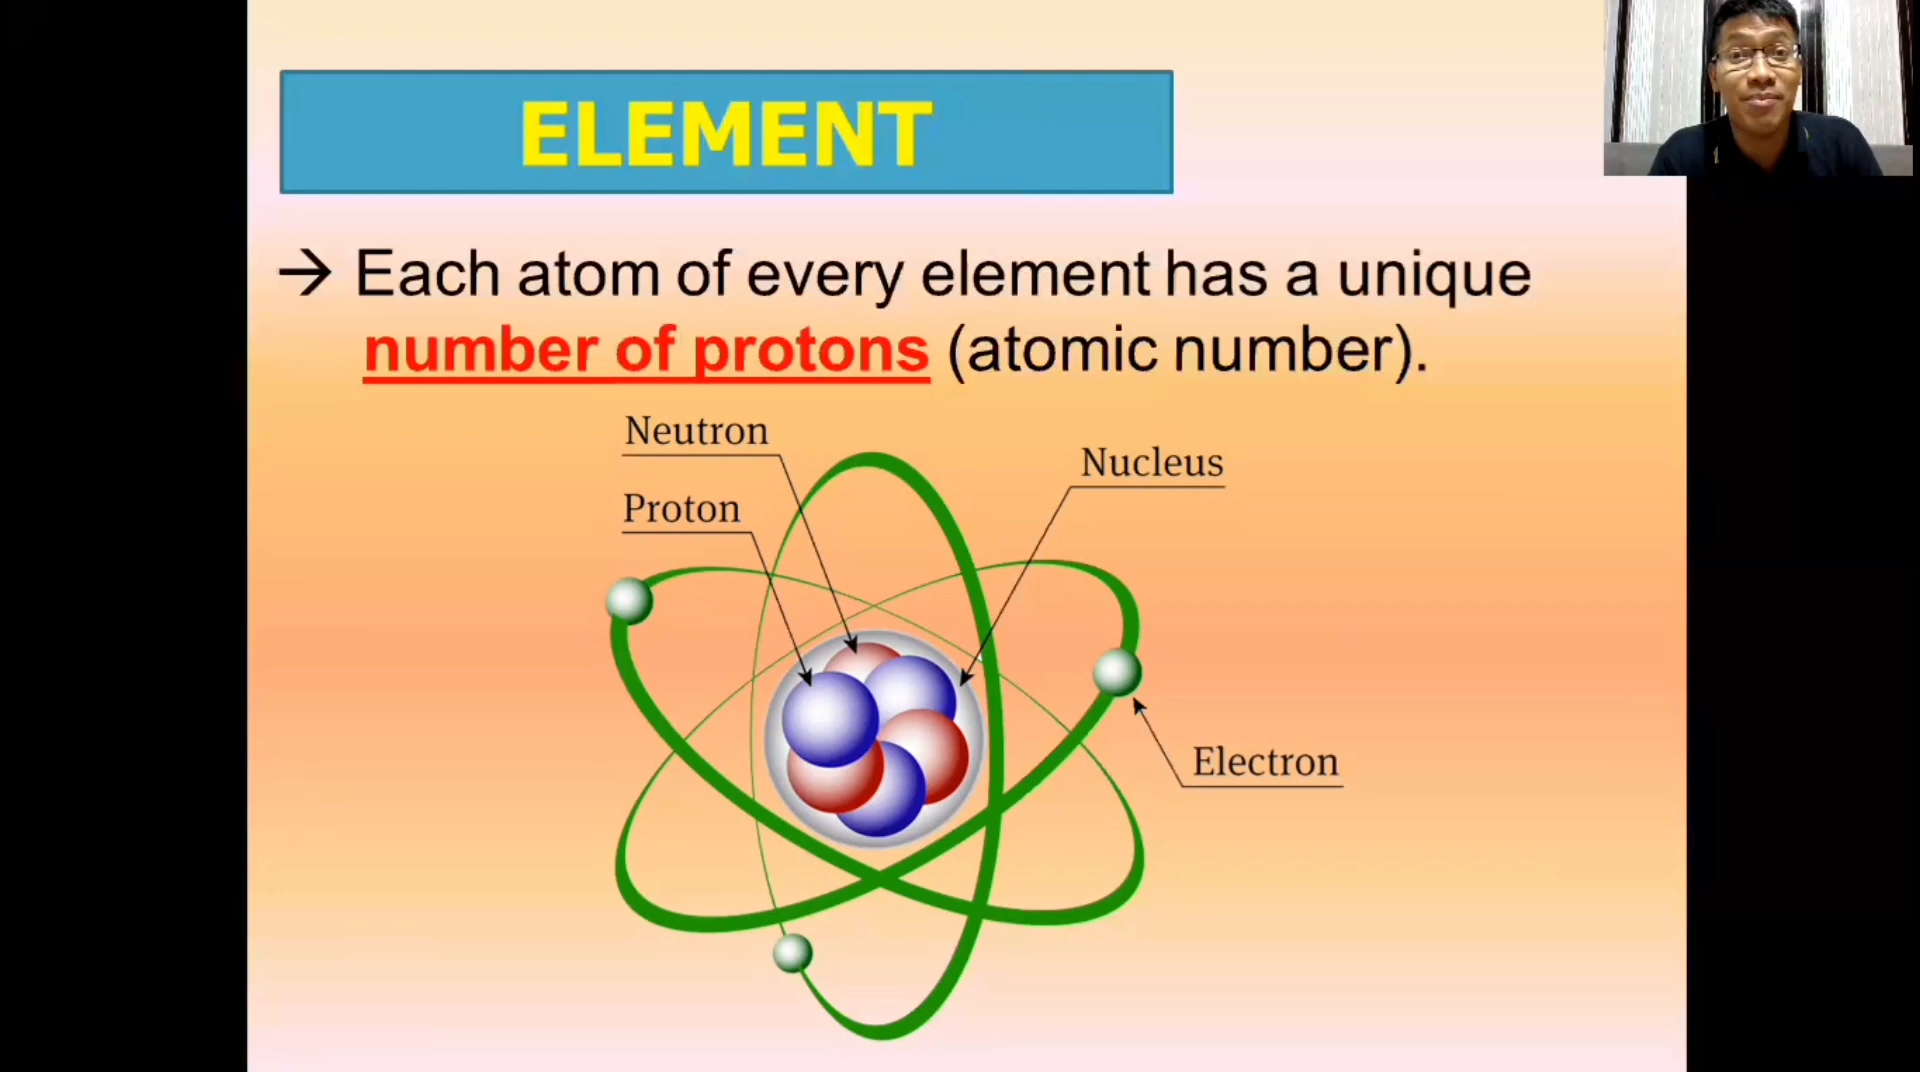 ELEMENT
→ Each atom of every element has a unique
number of protons (atomic number).
Neutron
Nucleus
Proton
Electron